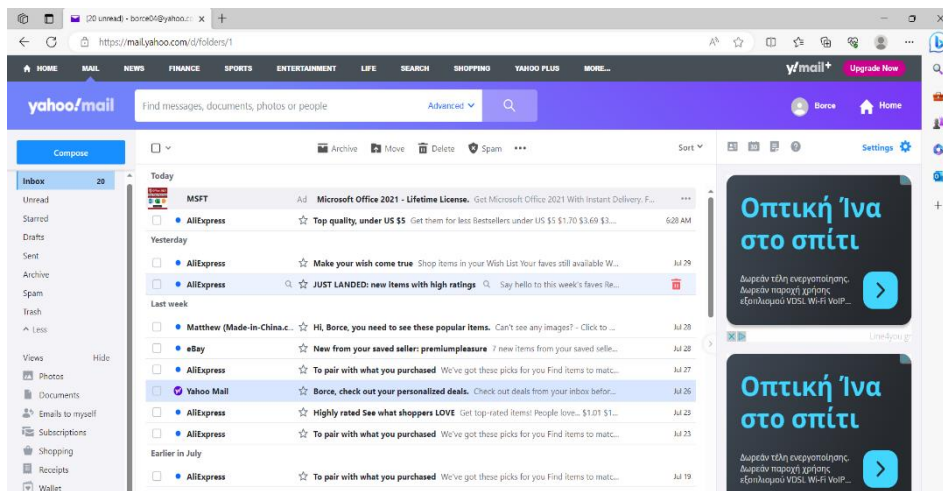 (20 unread) - borce04@yahoo.c
https://mail.yahoo.com/d/folders/1
HOME MAIL NEWS FINANCE SPORTS ENTERTAINMENT LIFE SEARCH SHOPPING YAHOO PLUS MORE... y!mail+ Upgrade Now
yahoo!mail Find messages, documents, photos or people Advanced Borce Home
Compose Archive Move Delete Spam ••• Sort Settings
Inbox 20
Unread
Starred
Drafts
Sent
Archive
Spam
Trash
Less
Views Hide
Photos
Documents
Emails to myself
Subscriptions
Shopping
Receipts
Wallet
Today
MSFT Ad Microsoft Office 2021 - Lifetime License. Get Microsoft Office 2021 With Instant Delivery. F...
AliExpress Top quality, under US $5 Get them for less Bestsellers under US $5 $1.70 $3.69 $3.... 6:28 AM
Yesterday
AliExpress Make your wish come true Shop items in your Wish List Your faves still available W... Jul 29
AliExpress JUST LANDED: new items with high ratings Say hello to this week's faves Re...
Last week
Matthew (Made-in-China.c... Hi, Borce, you need to see these popular items. Can't see any images? - Click to ... Jul 28
eBay New from your saved seller: premiumpleasure ? new items from your saved selle... Jul 28
AliExpress To pair with what you purchased We've got these picks for you Find items to matc... Jul 27
Yahoo Mail Borce, check out your personalized deals. Check out deals from your inbox befor... Jul 26
AliExpress Highly rated See what shoppers LOVE Get top-rated items! People love... $1.01 $1... Jul 23
AliExpress To pair with what you purchased We've got these picks for you Find items to matc... Jul 23
Earlier in July
AliExpress To pair with what you purchased We've got these picks for you Find items to matc... Jul 19
Οπτική Ίνα
στο σπίτι
Δωρεάν τέλη ενεργοποίησης.
Δωρεάν παροχή χρήσης
εξοπλισμού VDSL Wi-Fi VoIP...
Line4you.gr
Οπτική Ίνα
στο σπίτι
Δωρεάν τέλη ενεργοποίησης.
Δωρεάν παροχή χρήσης
εξοπλισμού VDSL Wi-Fi VoIP...